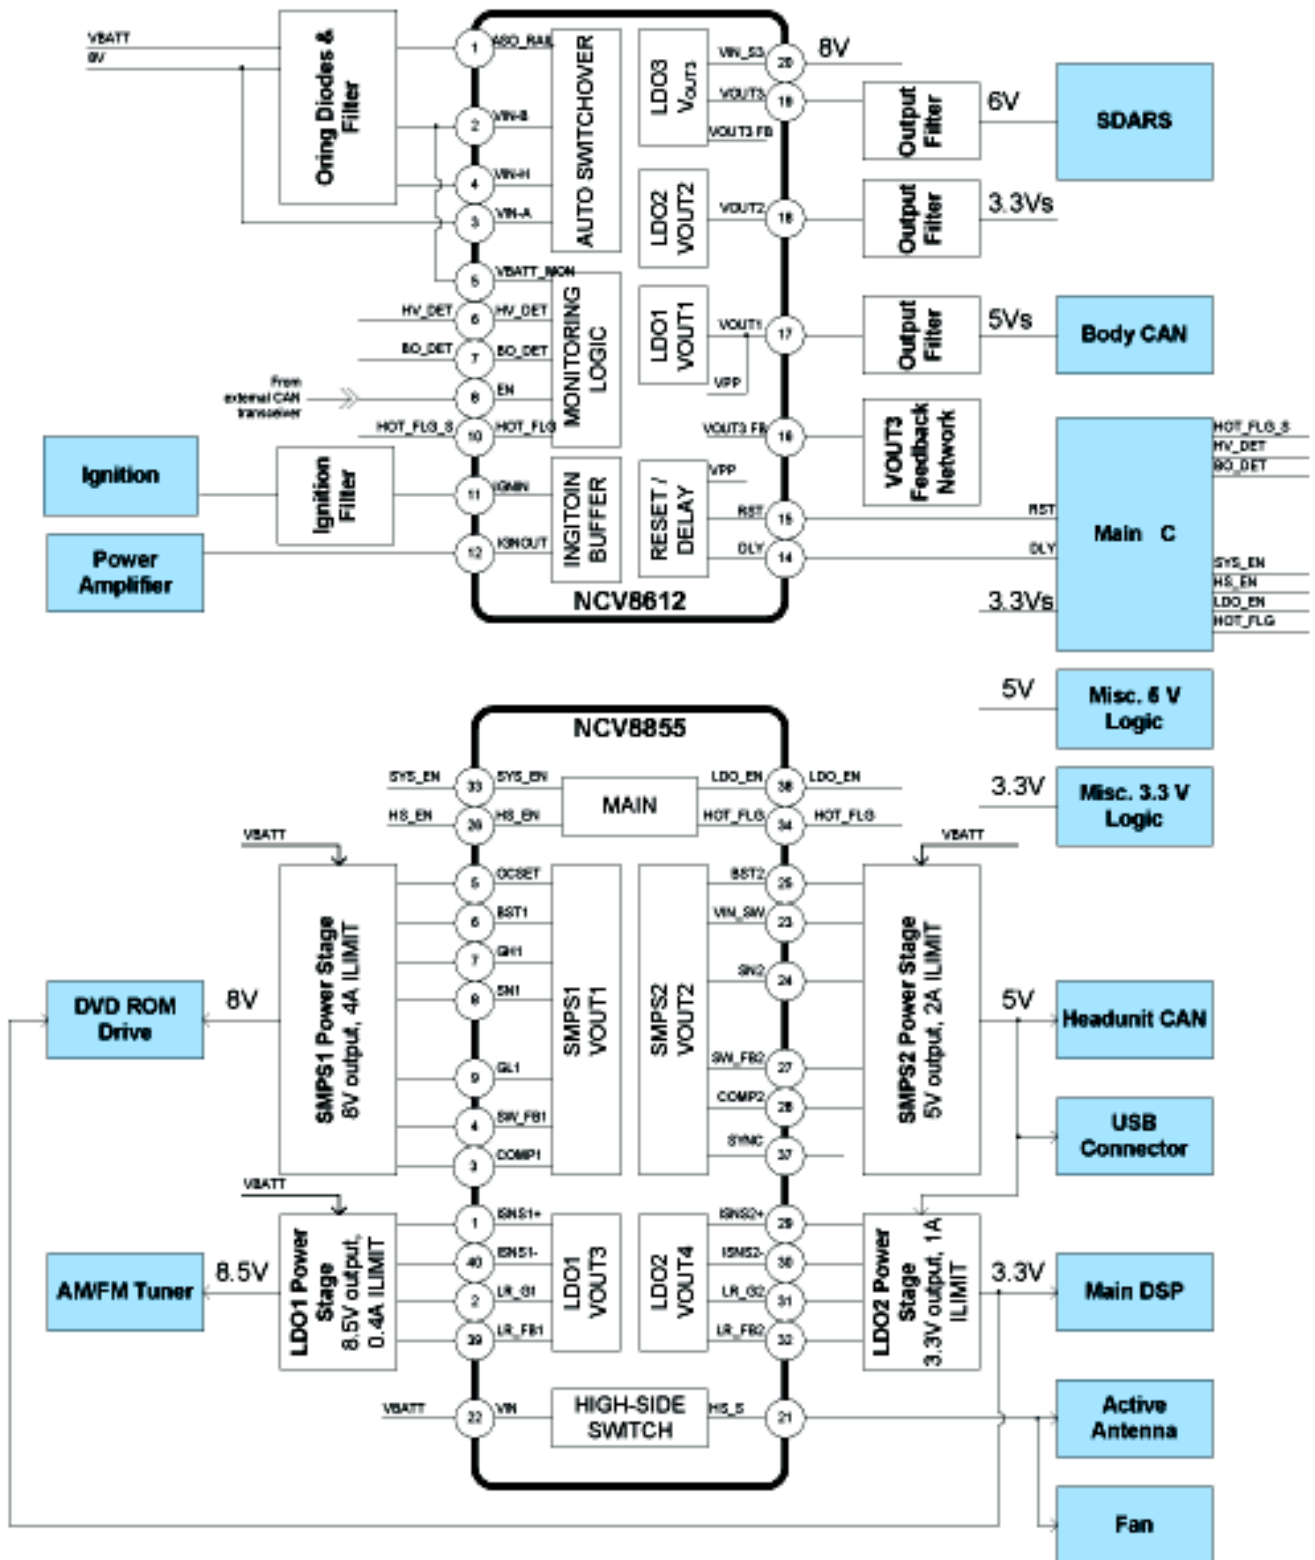 VBATT
8V
Oring Diodes &
Filter
1
ASO_RAIL
2
VIN-B
4
VIN-H
3
VIN-A
AUTO SWITCHOVER
5
VBATT_MON
HV_DET
6
HV_DET
BO_DET
7
BO_DET
From
external CAN
transceiver
8
EN
HOT_FLG_S
10
HOT_FLG
MONITORING
LOGIC
Ignition
Ignition
Filter
11
IGNIN
Power
Amplifier
12
IGNOUT
INGITOIN
BUFFER
LDO3
VOUT3
VIN_S3
20
8V
VOUT3
19
VOUT3 FB
Output
Filter
6V
SDARS
LDO2
VOUT2
VOUT2
18
Output
Filter
3.3Vs
LDO1
VOUT1
VOUT1
17
VPP
Output
Filter
5Vs
Body CAN
VOUT3 FB
16
VOUT3
Feedback
Network
RESET /
DELAY
VPP
RST
15
RST
DLY
14
DLY
3.3Vs
Main C
HOT_FLG_S
HV_DET
BO_DET
SYS_EN
HS_EN
LDO_EN
HOT_FLG
NCV8612
5V
Misc. 5 V
Logic
3.3V
Misc. 3.3 V
Logic
NCV8855
SYS_EN
33
SYS_EN
HS_EN
26
HS_EN
MAIN
LDO_EN
38
LDO_EN
HOT_FLG
34
HOT_FLG
VBATT
SMPS1 Power Stage
8V output, 4A ILIMIT
5
OCSET
6
BST1
7
GH1
8
SN1
9
GL1
4
SW_FB1
3
COMP1
SMPS1
VOUT1
DVD ROM
Drive
8V
SMPS2
VOUT2
BST2
25
VIN_SW
23
SN2
24
SW_FB2
27
COMP2
28
SYNC
37
VBATT
SMPS2 Power Stage
5V output, 2A ILIMIT
5V
Headunit CAN
USB
Connector
VBATT
LDO1 Power
Stage
8.5V output,
0.4A ILIMIT
AM/FM Tuner
8.5V
1
ISNS1+
40
ISNS1-
2
LR_G1
39
LR_FB1
LDO1
VOUT3
LDO2
VOUT4
ISNS2+
29
ISNS2-
30
LR_G2
31
LR_FB2
32
LDO2 Power
Stage
3.3V output, 1A
ILIMIT
3.3V
Main DSP
VBATT
22
VIN
HIGH-SIDE
SWITCH
HS_S
21
Active
Antenna
Fan